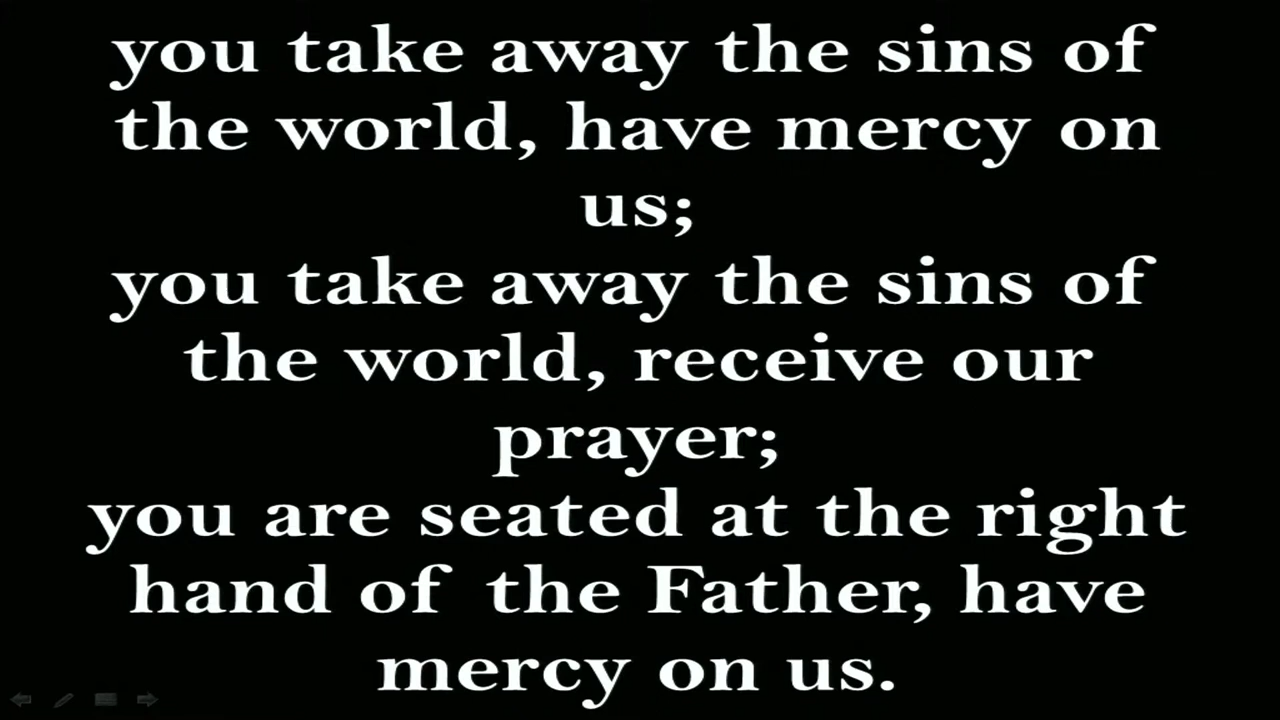 you take away the sins of
the world, have mercy on
us;
you take away the sins of
the world, receive our
prayer;
you are seated at the right
hand of the Father, have
mercy on us.